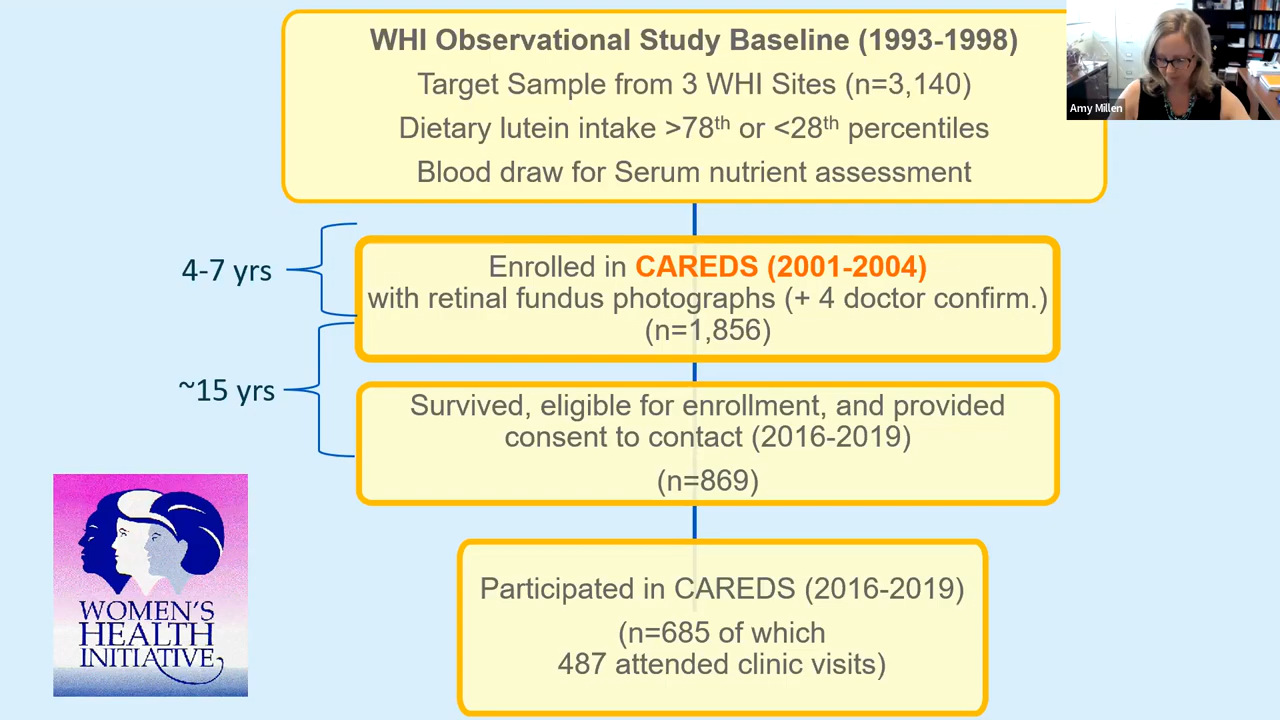 WHI Observational Study Baseline (1993-1998)
Target Sample from 3 WHI Sites (n=3,140)
Dietary lutein intake >78th or <28th percentiles
Blood draw for Serum nutrient assessment
Amy Millen
4-7 yrs
Enrolled in CAREDS (2001-2004)
with retinal fundus photographs (+ 4 doctor confirm.)
(n=1,856)
~15 yrs
Survived, eligible for enrollment, and provided
consent to contact (2016-2019)
(n=869)
WOMEN'S
HEALTH
INITIATIVE
Participated in CAREDS (2016-2019)
(n=685 of which
487 attended clinic visits)